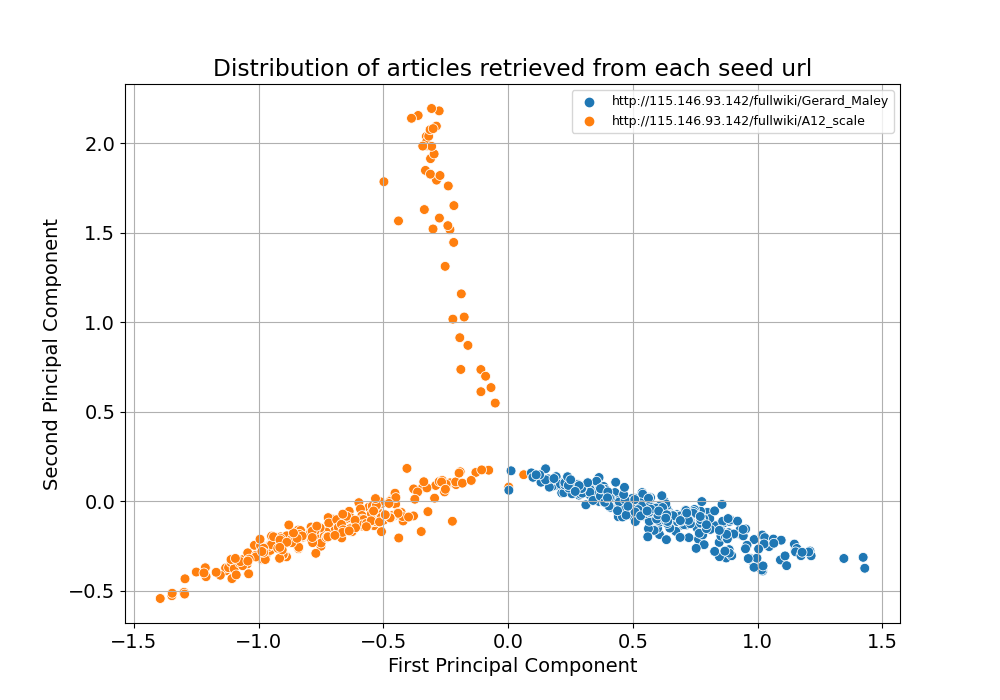 Distribution of articles retrieved from each seed url
http://115.146.93.142/fullwiki/Gerard_Maley
http://115.146.93.142/fullwiki/A12_scale
2.0
1.5
1.0
0.5
0.0
−0.5
Second Pincipal Component
−1.5 −1.0 −0.5 0.0 0.5 1.0 1.5
First Principal Component